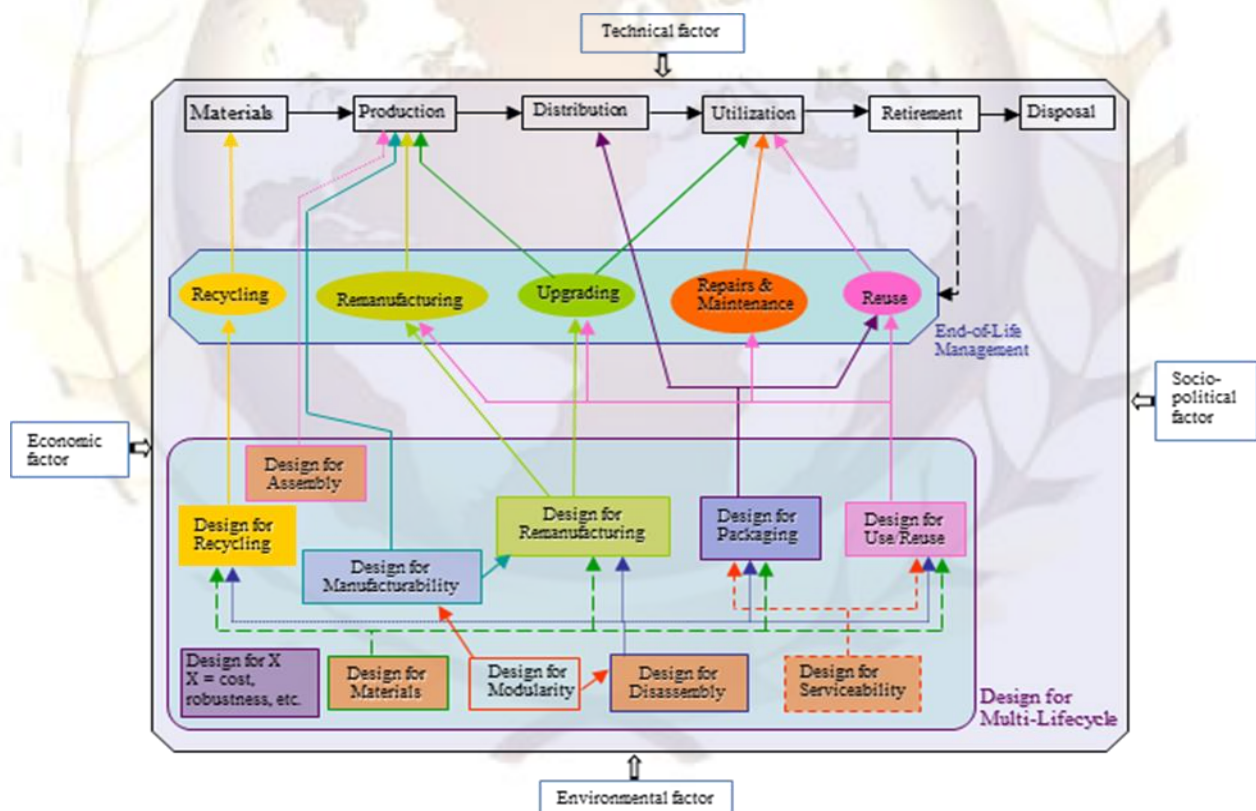 Technical factor
Materials
Production
Distribution
Utilization
Retirement
Disposal
Recycling
Remanufacturing
Upgrading
Repairs &
Maintenance
Reuse
End-of-Life
Management
Socio-
political
factor
Economic
factor
Design for
Assembly
Design for
Recycling
Design for
Manufacturability
Design for
Remanufacturing
Design for
Packaging
Design for
Use/Reuse
Design for X
X = cost,
robustness, etc.
Design for
Materials
Design for
Modularity
Design for
Disassembly
Design for
Serviceability
Design for
Multi-Lifecycle
Environmental factor